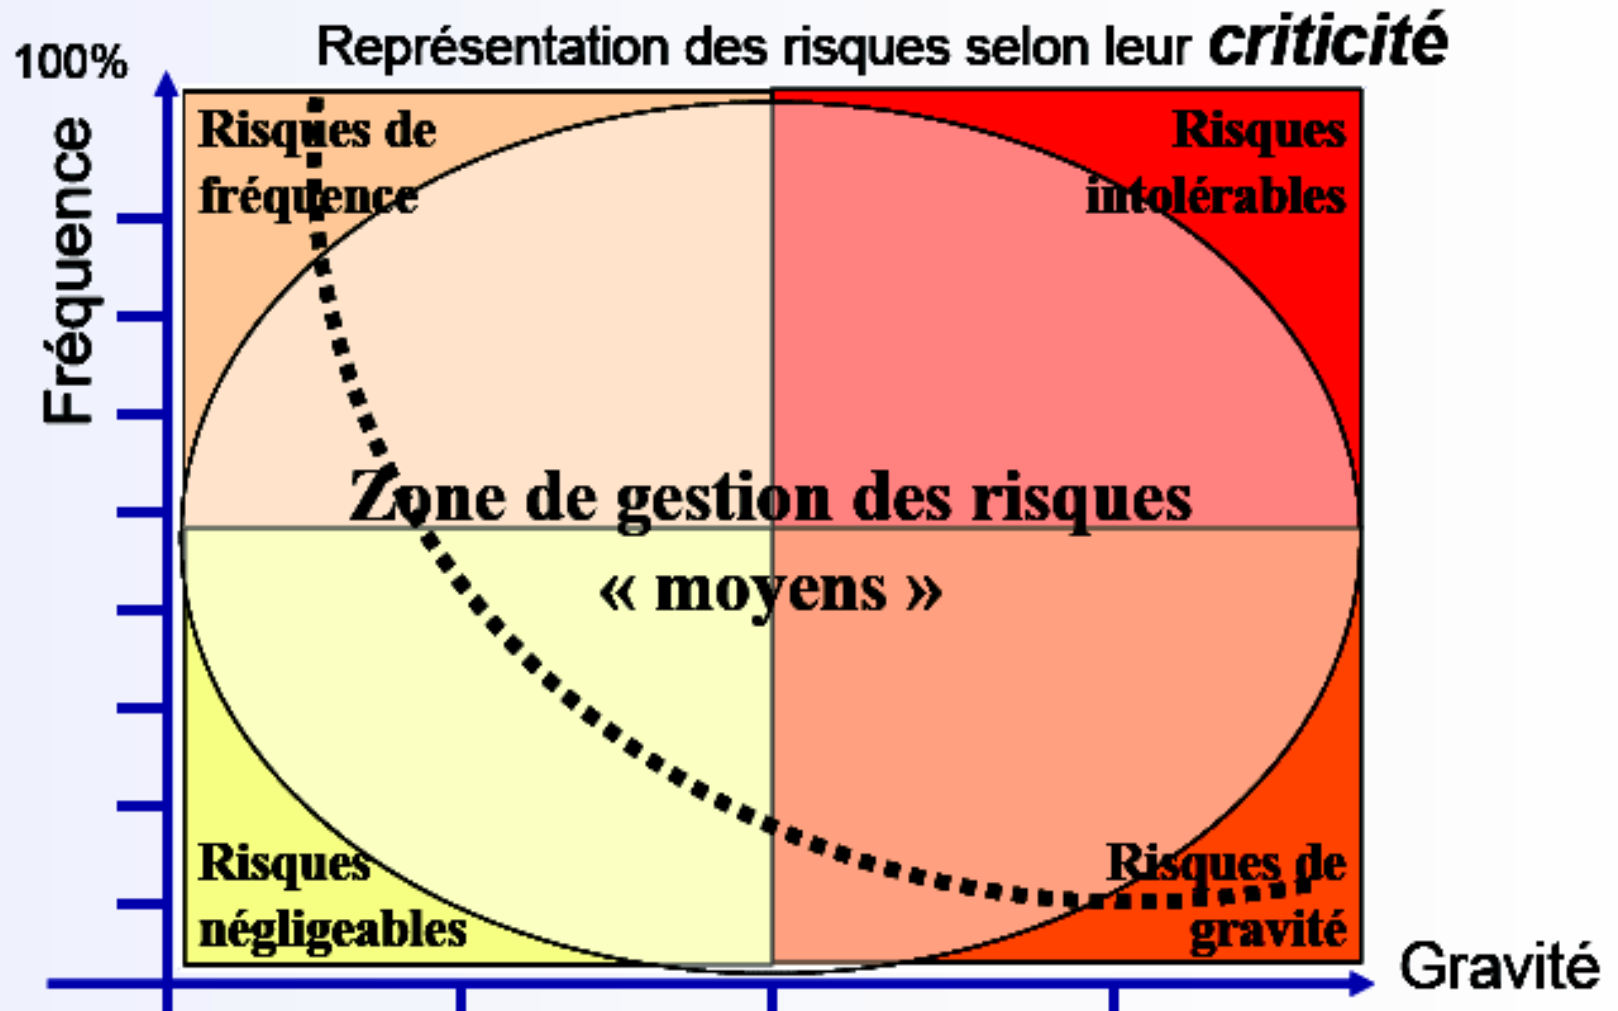 Représentation des risques selon leur criticité
100%
Fréquence
Risques de
fréquence
Risques
intolérables
Zone de gestion des risques
« moyens »
Risques
négligeables
Risques de
gravité
Gravité